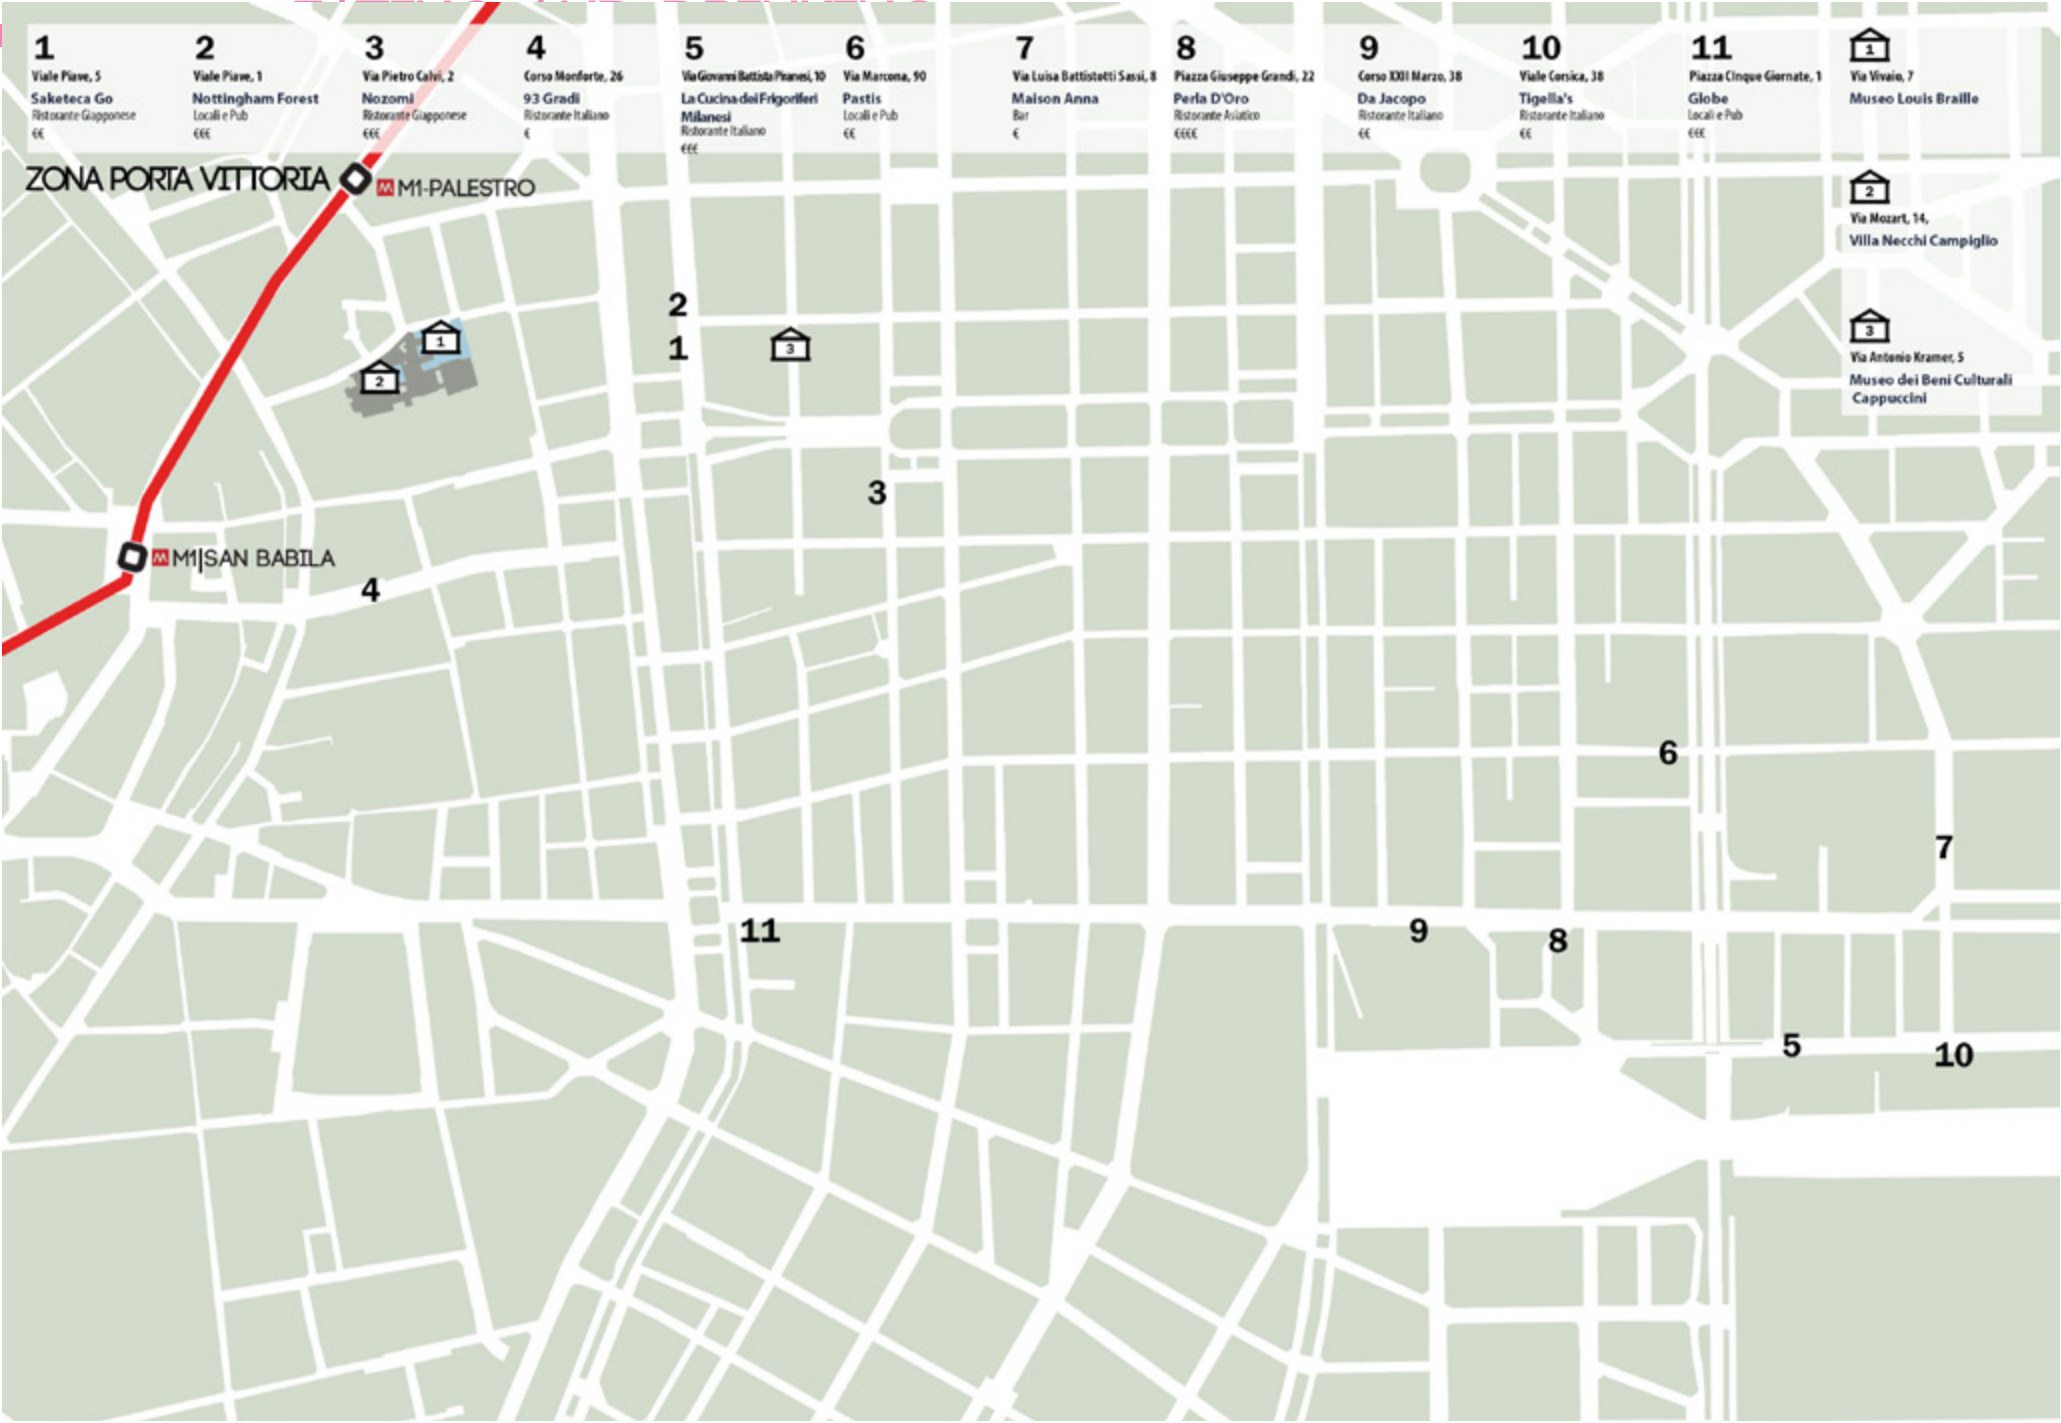 1
Viale Piave, 5
Saketeca Go
Ristorante Giapponese
€€
2
Viale Piave, 1
Nottingham Forest
Locali e Pub
€€€
3
Via Pietro Calvi, 2
Nozomi
Ristorante Giapponese
€€€
4
Corso Monforte, 26
93 Gradi
Ristorante Italiano
€
5
Via Giovanni Battista Piranesi, 10
La Cucina dei Frigoriferi
Milanesi
Ristorante Italiano
€€€
6
Via Marcona, 90
Pastis
Locali e Pub
€€
7
Via Luisa Battistotti Sassi, 8
Maison Anna
Bar
€
8
Piazza Giuseppe Grandi, 22
Perla D'Oro
Ristorante Asiatico
€€€€
9
Corso XXII Marzo, 38
Da Jacopo
Ristorante Italiano
€€
10
Viale Corsica, 38
Tigella's
Ristorante Italiano
€€
11
Piazza CInque Giornate, 1
Globe
Locali e Pub
€€€
1
Via Vivaio, 7
Museo Louis Braille
2
Via Mozart, 14,
Villa Necchi Campiglio
3
Via Antonio Kramer, 5
Museo dei Beni Culturali
Cappuccini
ZONA PORTA VITTORIA
M M1-PALESTRO
2
1
1
3
2
3
M M1|SAN BABILA
4
6
7
11
9
8
5
10